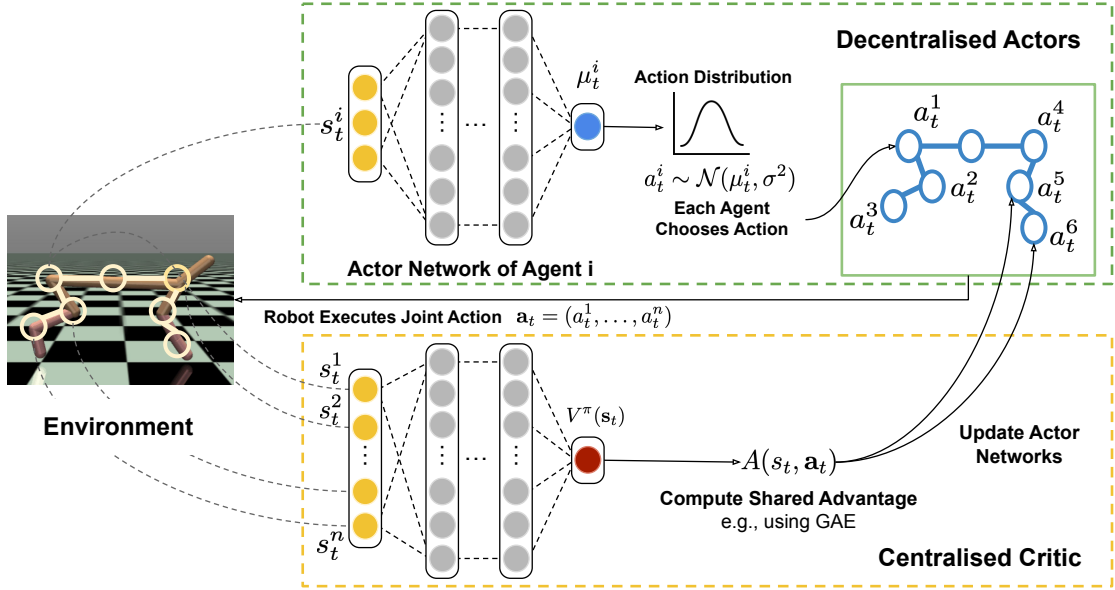 Decentralised Actors
s_t^i
...
μ_t^i
Action Distribution
a_t^i ∼ N(μ_t^i, σ^2)
Each Agent
Chooses Action
a_t^1
a_t^4
a_t^2
a_t^5
a_t^3
a_t^6
Actor Network of Agent i
Robot Executes Joint Action a_t = (a_t^1, . . . , a_t^n)
Environment
s_t^1
s_t^2
s_t^n
...
V^π(s_t)
A(s_t, a_t)
Compute Shared Advantage
e.g., using GAE
Update Actor
Networks
Centralised Critic